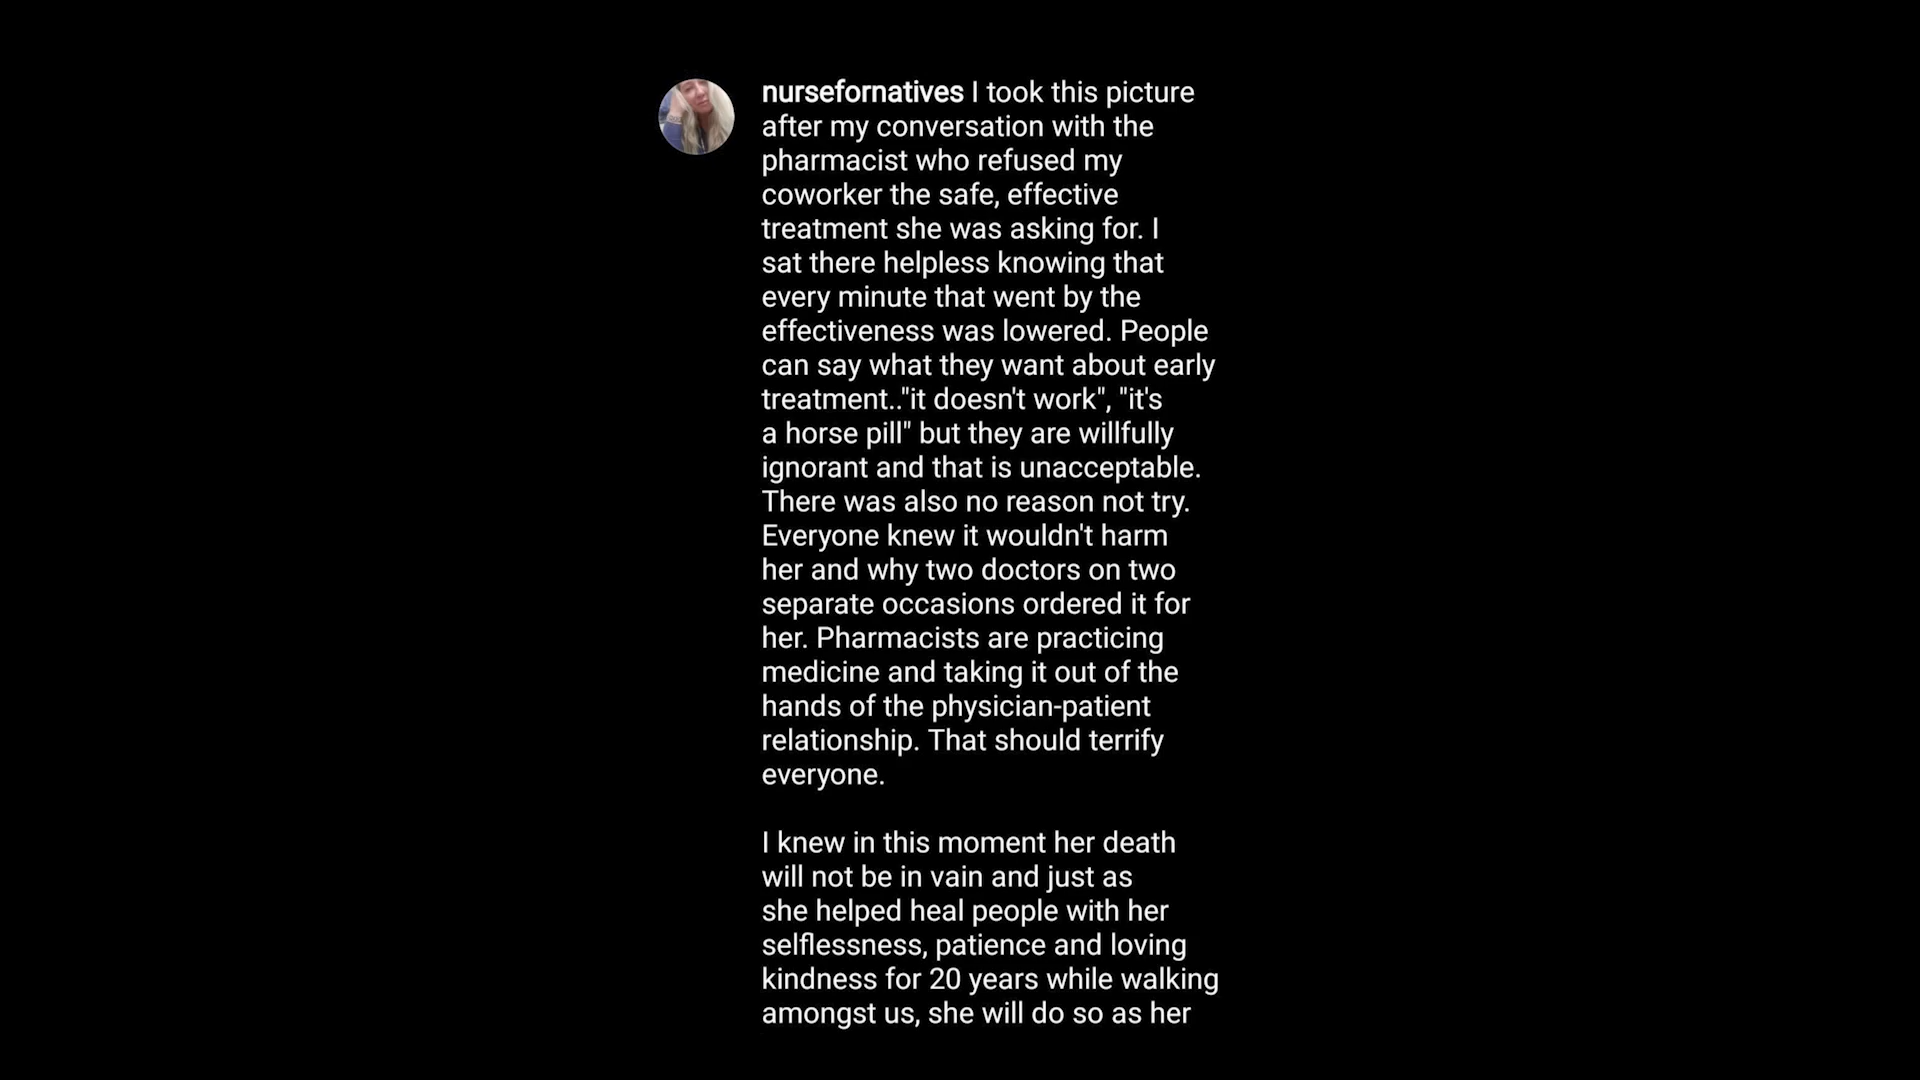 nursefornatives I took this picture
after my conversation with the
pharmacist who refused my
coworker the safe, effective
treatment she was asking for. I
sat there helpless knowing that
every minute that went by the
effectiveness was lowered. People
can say what they want about early
treatment.."it doesn't work", "it's
a horse pill" but they are willfully
ignorant and that is unacceptable.
There was also no reason not try.
Everyone knew it wouldn't harm
her and why two doctors on two
separate occasions ordered it for
her. Pharmacists are practicing
medicine and taking it out of the
hands of the physician-patient
relationship. That should terrify
everyone.
I knew in this moment her death
will not be in vain and just as
she helped heal people with her
selflessness, patience and loving
kindness for 20 years while walking
amongst us, she will do so as her